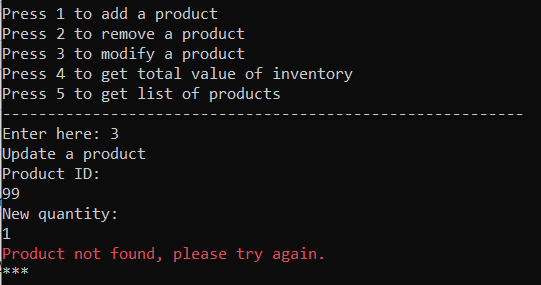 Press 1 to add a product
Press 2 to remove a product
Press 3 to modify a product
Press 4 to get total value of inventory
Press 5 to get list of products
----------------------------------------------------------
Enter here: 3
Update a product
Product ID:
99
New quantity:
1
Product not found, please try again.
***